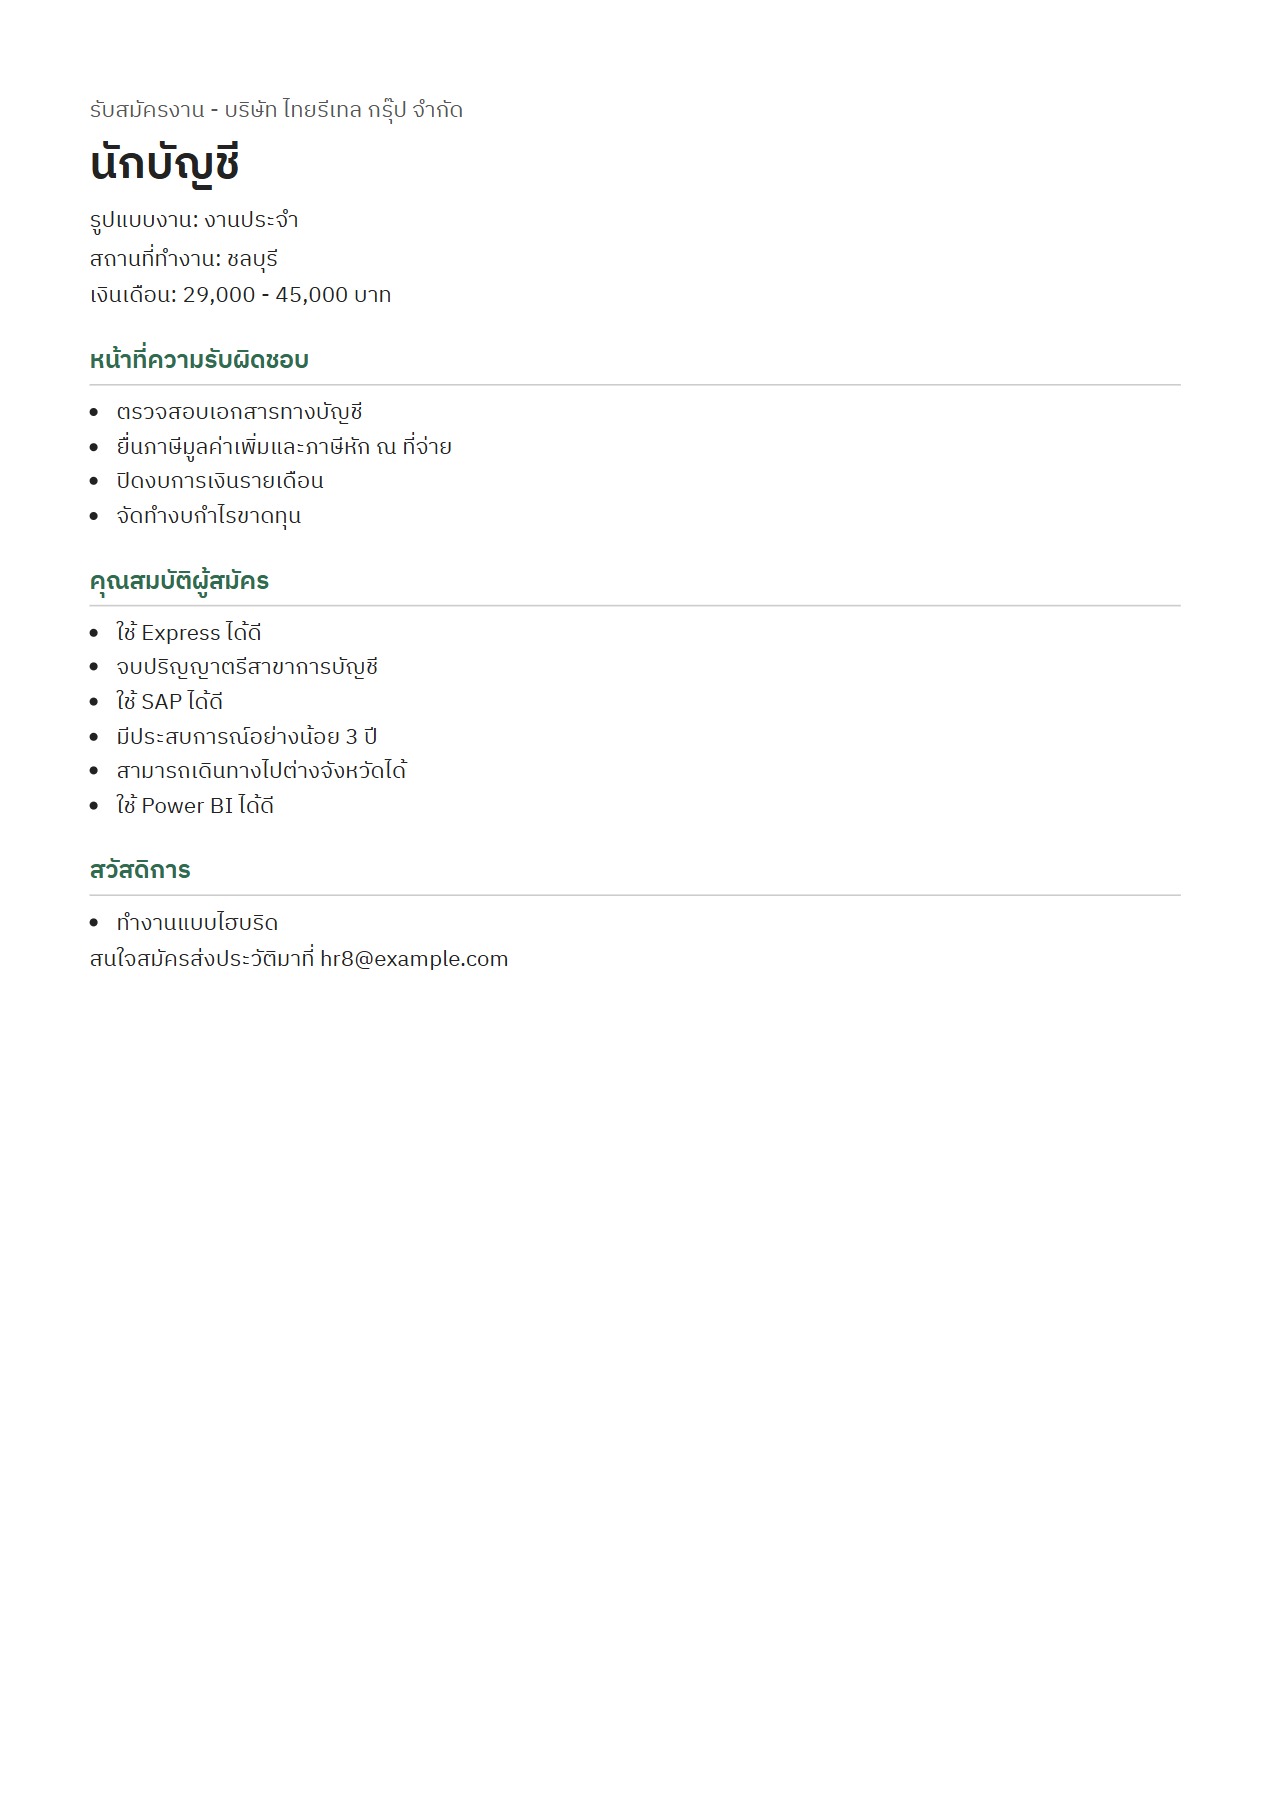 รับสมัครงาน - บริษัท ไทยรีเทล กรุ๊ป จำกัด
นักบัญชี
รูปแบบงาน: งานประจำ
สถานที่ทำงาน: ชลบุรี
เงินเดือน: 29,000 - 45,000 บาท
หน้าที่ความรับผิดชอบ
• ตรวจสอบเอกสารทางบัญชี
• ยื่นภาษีมูลค่าเพิ่มและภาษีหัก ณ ที่จ่าย
• ปิดงบการเงินรายเดือน
• จัดทำงบกำไรขาดทุน
คุณสมบัติผู้สมัคร
• ใช้ Express ได้ดี
• จบปริญญาตรีสาขาการบัญชี
• ใช้ SAP ได้ดี
• มีประสบการณ์อย่างน้อย 3 ปี
• สามารถเดินทางไปต่างจังหวัดได้
• ใช้ Power BI ได้ดี
สวัสดิการ
• ทำงานแบบไฮบริด
สนใจสมัครส่งประวัติมาที่ hr8@example.com